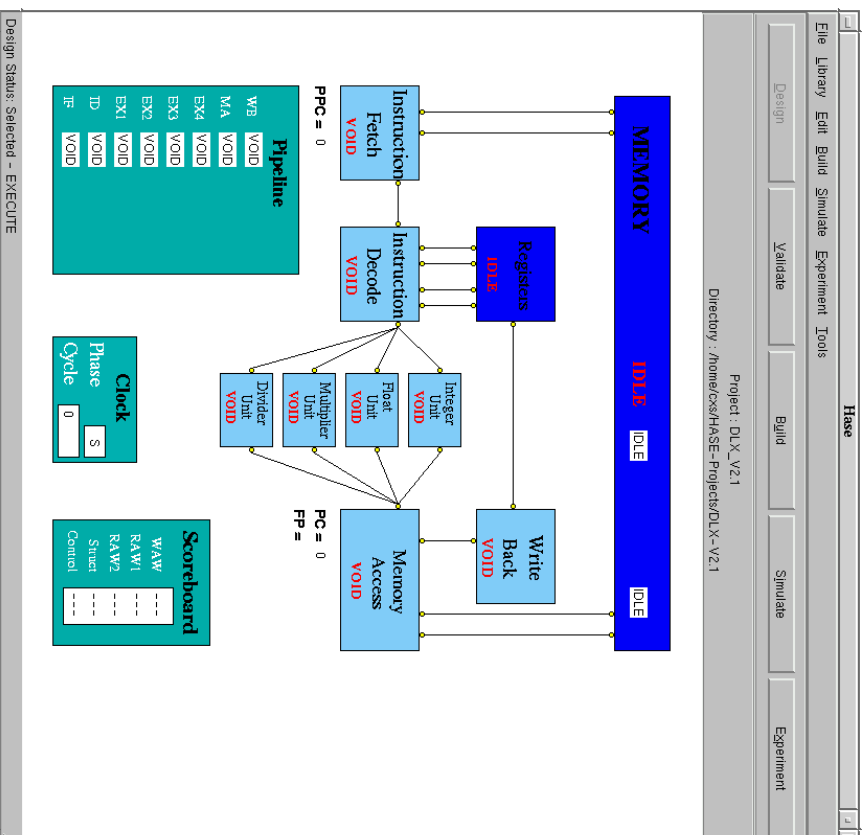 Hase
File Library Edit Build Simulate Experiment Tools
Design Validate Build Simulate Experiment
Project : DLX_V2.1
Directory : /home/cxs/HASE-Projects/DLX-V2.1
MEMORY IDLE IDLE IDLE
Registers
IDLE
Write
Back
VOID
Instruction
Fetch
VOID
PPC = 0
Instruction
Decode
VOID
Integer
Unit
VOID
Float
Unit
VOID
Multiplier
Unit
VOID
Divider
Unit
VOID
Memory
Access
VOID
PC = 0
FP =
Pipeline
WB VOID
MA VOID
EX4 VOID
EX3 VOID
EX2 VOID
EX1 VOID
ID VOID
IF VOID
Clock
Phase S
Cycle 0
Scoreboard
WAW ---
RAW1 ---
RAW2 ---
Struct ---
Control ---
Design Status: Selected - EXECUTE